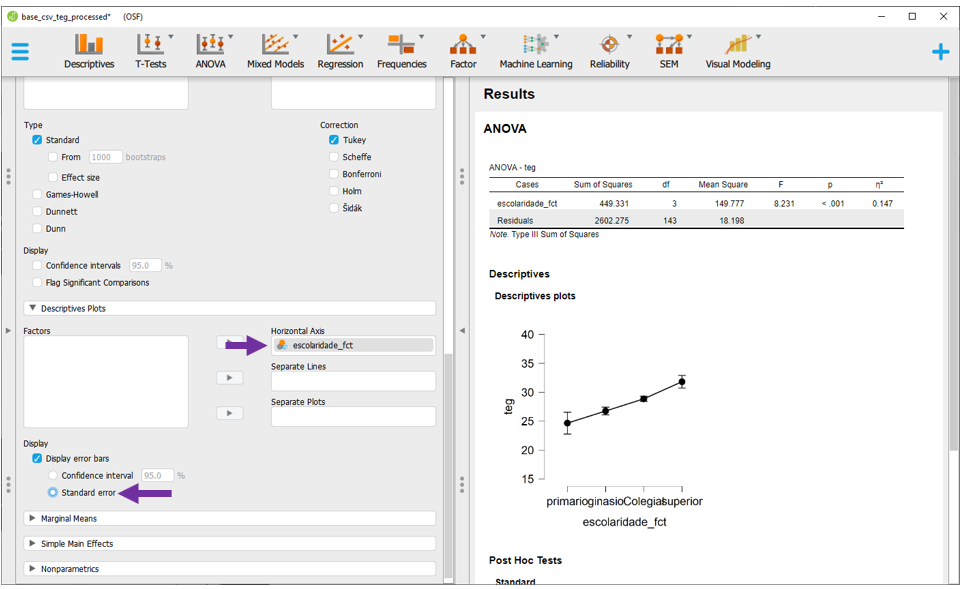 base_csv_teg_processed* (OSF)
Descriptives
T-Tests
ANOVA
Mixed Models
Regression
Frequencies
Factor
Machine Learning
Reliability
SEM
Visual Modeling
Type
Standard
From 1000 bootstraps
Effect size
Games-Howell
Dunnett
Dunn
Correction
Tukey
Scheffe
Bonferroni
Holm
Šidák
Display
Confidence intervals 95.0 %
Flag Significant Comparisons
Descriptives Plots
Factors
Horizontal Axis
escolaridade_fct
Separate Lines
Separate Plots
Display
Display error bars
Confidence interval 95.0 %
Standard error
Marginal Means
Simple Main Effects
Nonparametrics
Results
ANOVA
ANOVA - teg
Cases Sum of Squares df Mean Square F p η²
escolaridade_fct 449.331 3 149.777 8.231 < .001 0.147
Residuals 2602.275 143 18.198
Note. Type III Sum of Squares
Descriptives
Descriptives plots
40
35
30
25
20
15
teg
primarioginasioColegialsuperior
escolaridade_fct
Post Hoc Tests
Standard